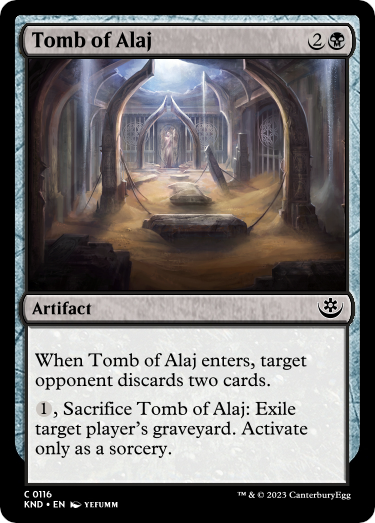 Tomb of Alaj 2
Artifact
When Tomb of Alaj enters, target
opponent discards two cards.
1, Sacrifice Tomb of Alaj: Exile
target player's graveyard. Activate
only as a sorcery.
C 0116
KND • EN YEFUMM
™ & © 2023 CanterburyEgg